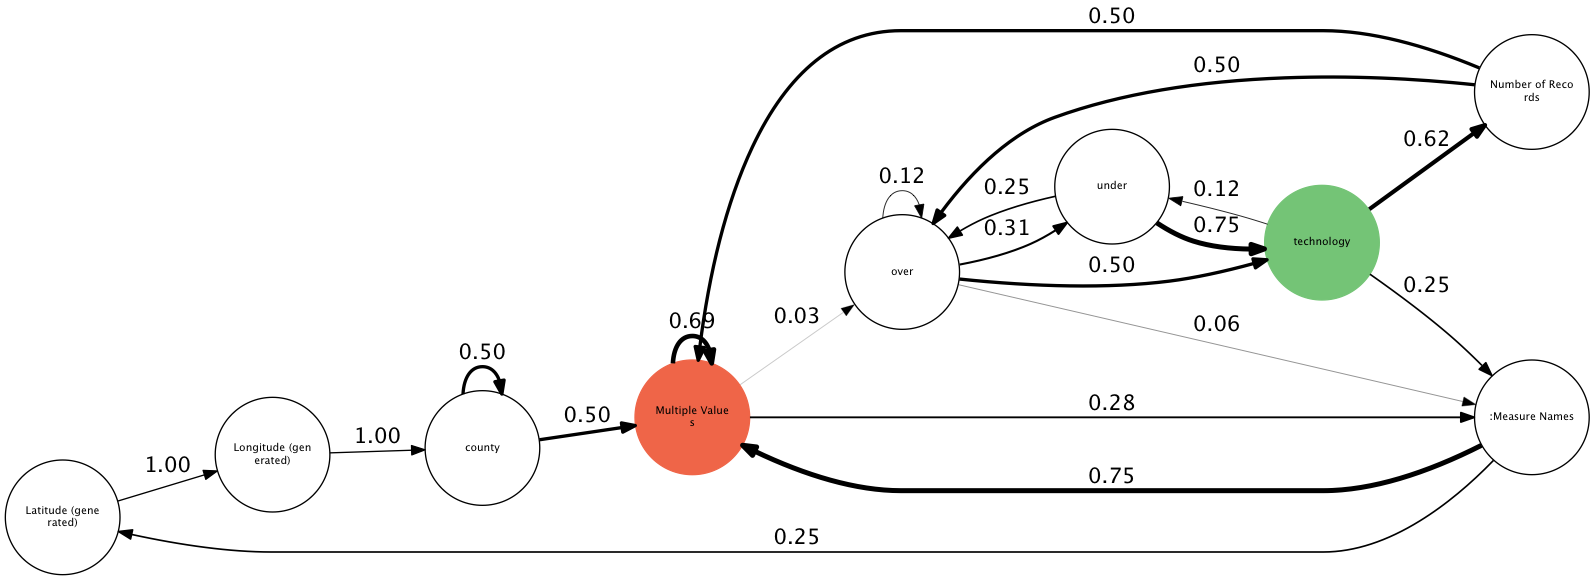 0.50
0.50
Number of Reco
rds
0.62
0.12
0.25
under
0.12
0.31
0.75
technology
over
0.50
0.25
0.03
0.06
0.69
0.50
0.28
Multiple Value
s
:Measure Names
0.50
1.00
county
Longitude (gen
erated)
1.00
0.75
Latitude (gene
rated)
0.25